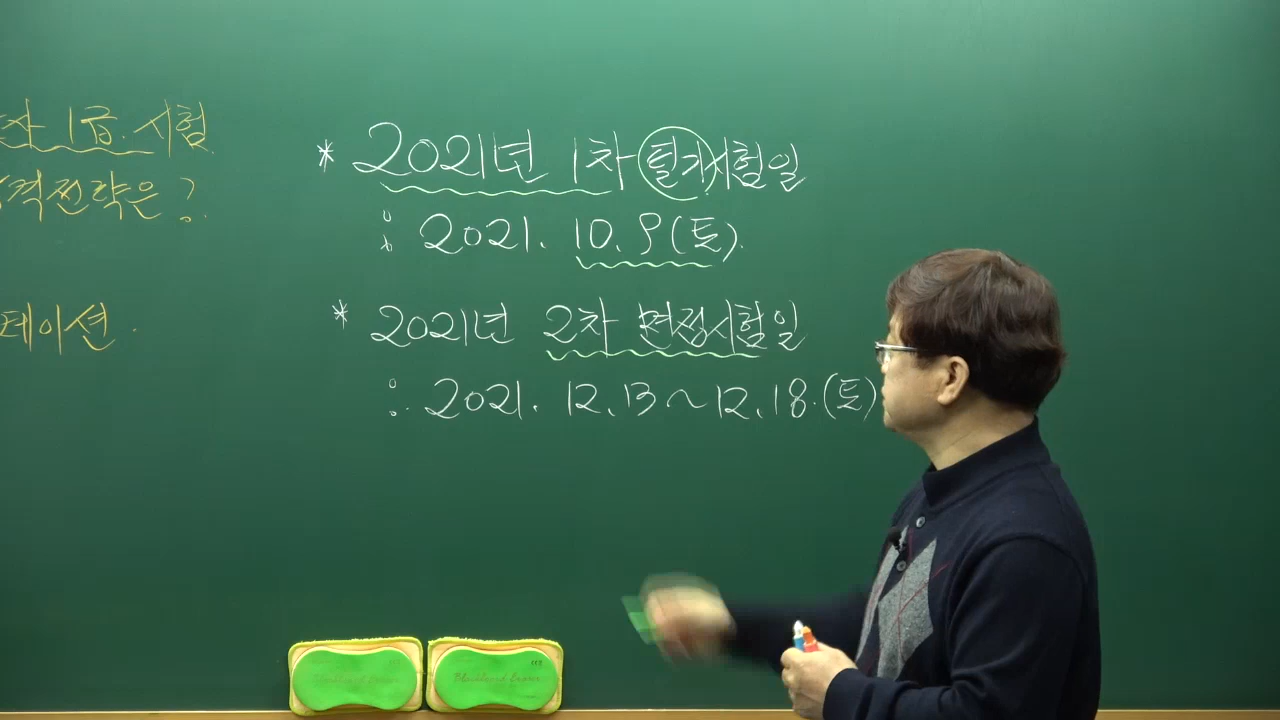 1급. 시험
격전략은?
테이션.
* 2021년 1차 필기시험일
: 2021. 10. 9(토).
* 2021년 2차 면접시험일
: 2021. 12. 13~12. 18.(토)